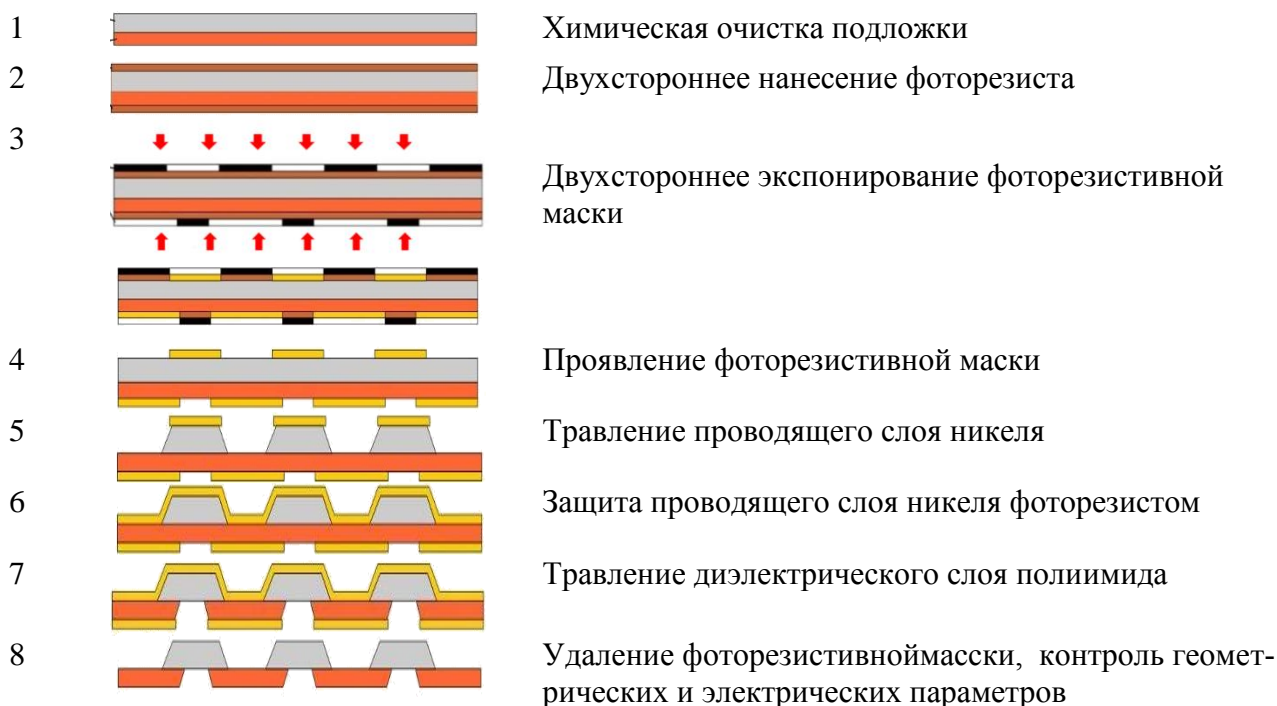 1 Химическая очистка подложки
2 Двухстороннее нанесение фоторезиста
3
Двухстороннее экспонирование фоторезистивной
маски
4 Проявление фоторезистивной маски
5 Травление проводящего слоя никеля
6 Защита проводящего слоя никеля фоторезистом
7 Травление диэлектрического слоя полиимида
8 Удаление фоторезистивноймасски, контроль геомет-
рических и электрических параметров